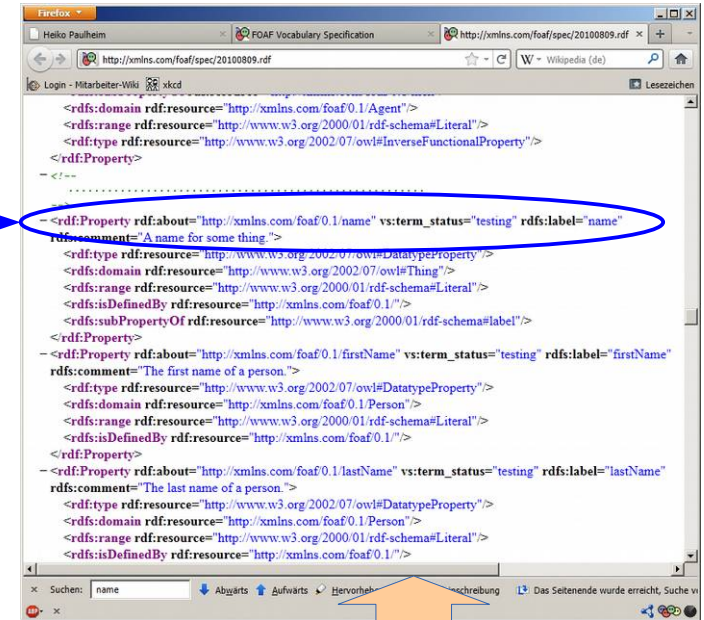 Firefox
Heiko Paulheim × FOAF Vocabulary Specification × http://xmlns.com/foaf/spec/20100809.rdf × +
http://xmlns.com/foaf/spec/20100809.rdf W Wikipedia (de)
Login - Mitarbeiter-Wiki xkcd Lesezeichen
<rdfs:domain rdf:resource="http://xmlns.com/foaf/0.1/Agent"/>
<rdfs:range rdf:resource="http://www.w3.org/2000/01/rdf-schema#Literal"/>
<rdf:type rdf:resource="http://www.w3.org/2002/07/owl#InverseFunctionalProperty"/>
</rdf:Property>
- <!--
-->
- <rdf:Property rdf:about="http://xmlns.com/foaf/0.1/name" vs:term_status="testing" rdfs:label="name"
rdfs:comment="A name for some thing.">
<rdf:type rdf:resource="http://www.w3.org/2002/07/owl#DatatypeProperty"/>
<rdfs:domain rdf:resource="http://www.w3.org/2002/07/owl#Thing"/>
<rdfs:range rdf:resource="http://www.w3.org/2000/01/rdf-schema#Literal"/>
<rdfs:isDefinedBy rdf:resource="http://xmlns.com/foaf/0.1/"/>
<rdfs:subPropertyOf rdf:resource="http://www.w3.org/2000/01/rdf-schema#label"/>
</rdf:Property>
- <rdf:Property rdf:about="http://xmlns.com/foaf/0.1/firstName" vs:term_status="testing" rdfs:label="firstName"
rdfs:comment="The first name of a person.">
<rdf:type rdf:resource="http://www.w3.org/2002/07/owl#DatatypeProperty"/>
<rdfs:domain rdf:resource="http://xmlns.com/foaf/0.1/Person"/>
<rdfs:range rdf:resource="http://www.w3.org/2000/01/rdf-schema#Literal"/>
<rdfs:isDefinedBy rdf:resource="http://xmlns.com/foaf/0.1/"/>
</rdf:Property>
- <rdf:Property rdf:about="http://xmlns.com/foaf/0.1/lastName" vs:term_status="testing" rdfs:label="lastName"
rdfs:comment="The last name of a person.">
<rdf:type rdf:resource="http://www.w3.org/2002/07/owl#DatatypeProperty"/>
<rdfs:domain rdf:resource="http://xmlns.com/foaf/0.1/Person"/>
<rdfs:range rdf:resource="http://www.w3.org/2000/01/rdf-schema#Literal"/>
<rdfs:isDefinedBy rdf:resource="http://xmlns.com/foaf/0.1/"/>
× Suchen: name Abwärts Aufwärts Das Seitenende wurde erreicht, Suche
ABP ×